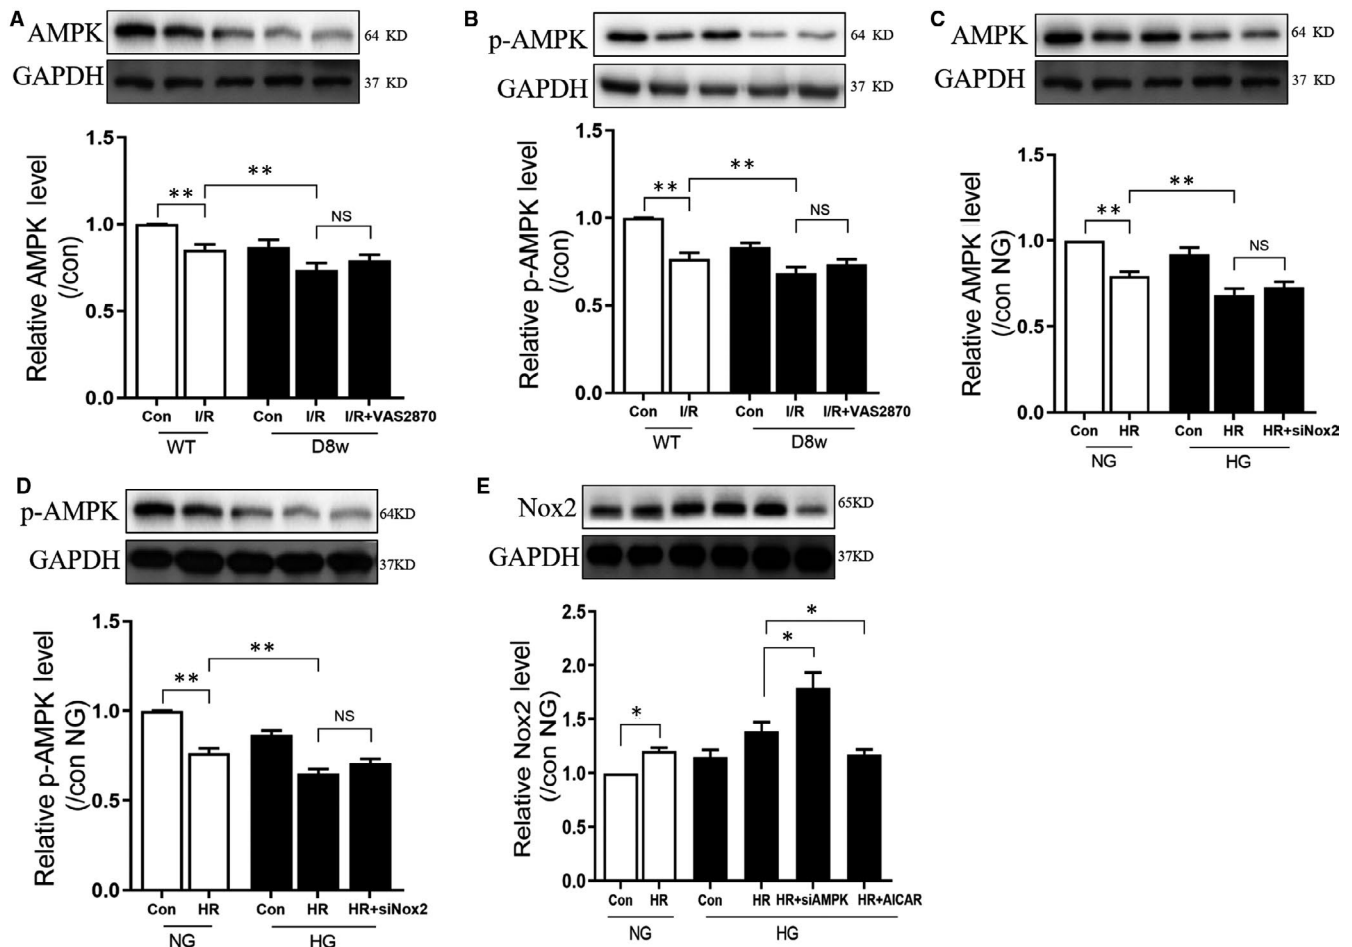 A
AMPK
64 KD
GAPDH
37 KD
Relative AMPK level
(/con)
1.5
1.0
0.5
0.0
**
**
NS
Con
I/R
Con
I/R
I/R+VAS2870
WT
D8w
B
p-AMPK
64 KD
GAPDH
37 KD
Relative p-AMPK level
(/con)
1.5
1.0
0.5
0.0
**
**
NS
Con
I/R
Con
I/R
I/R+VAS2870
WT
D8w
C
AMPK
64 KD
GAPDH
37 KD
Relative AMPK level
(/con NG)
1.5
1.0
0.5
0.0
**
**
NS
Con
HR
Con
HR
HR+siNox2
NG
HG
D
p-AMPK
64KD
GAPDH
37KD
Relative p-AMPK level
(/con NG)
1.5
1.0
0.5
0.0
**
**
NS
Con
HR
Con
HR
HR+siNox2
NG
HG
E
Nox2
65KD
GAPDH
37KD
Relative Nox2 level
(/con NG)
2.5
2.0
1.5
1.0
0.5
0.0
*
*
*
Con
HR
Con
HR
HR+siAMPK
HR+AICAR
NG
HG